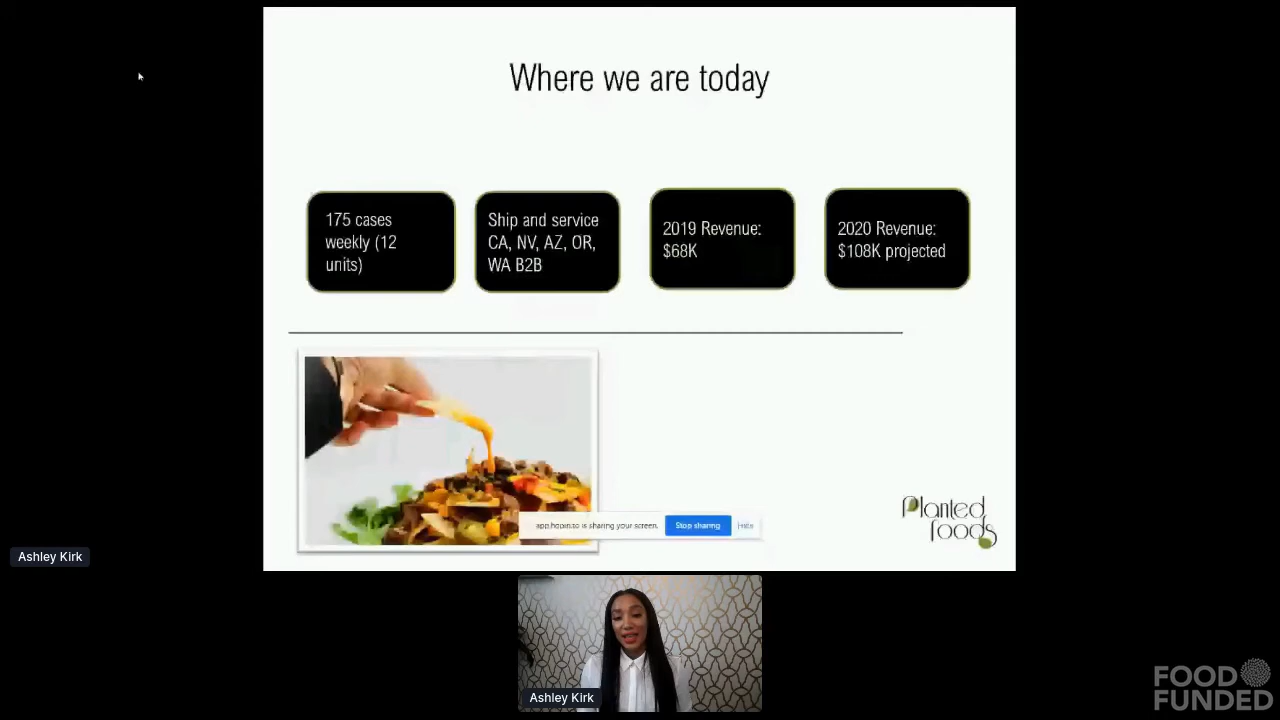 Where we are today
175 cases
weekly (12
units)
Ship and service
CA, NV, AZ, OR,
WA B2B
2019 Revenue:
$68K
2020 Revenue:
$108K projected
app.hopin.to is sharing your screen.
Stop sharing
Hide
Planted
foods
Ashley Kirk
Ashley Kirk
FOOD
FUNDED